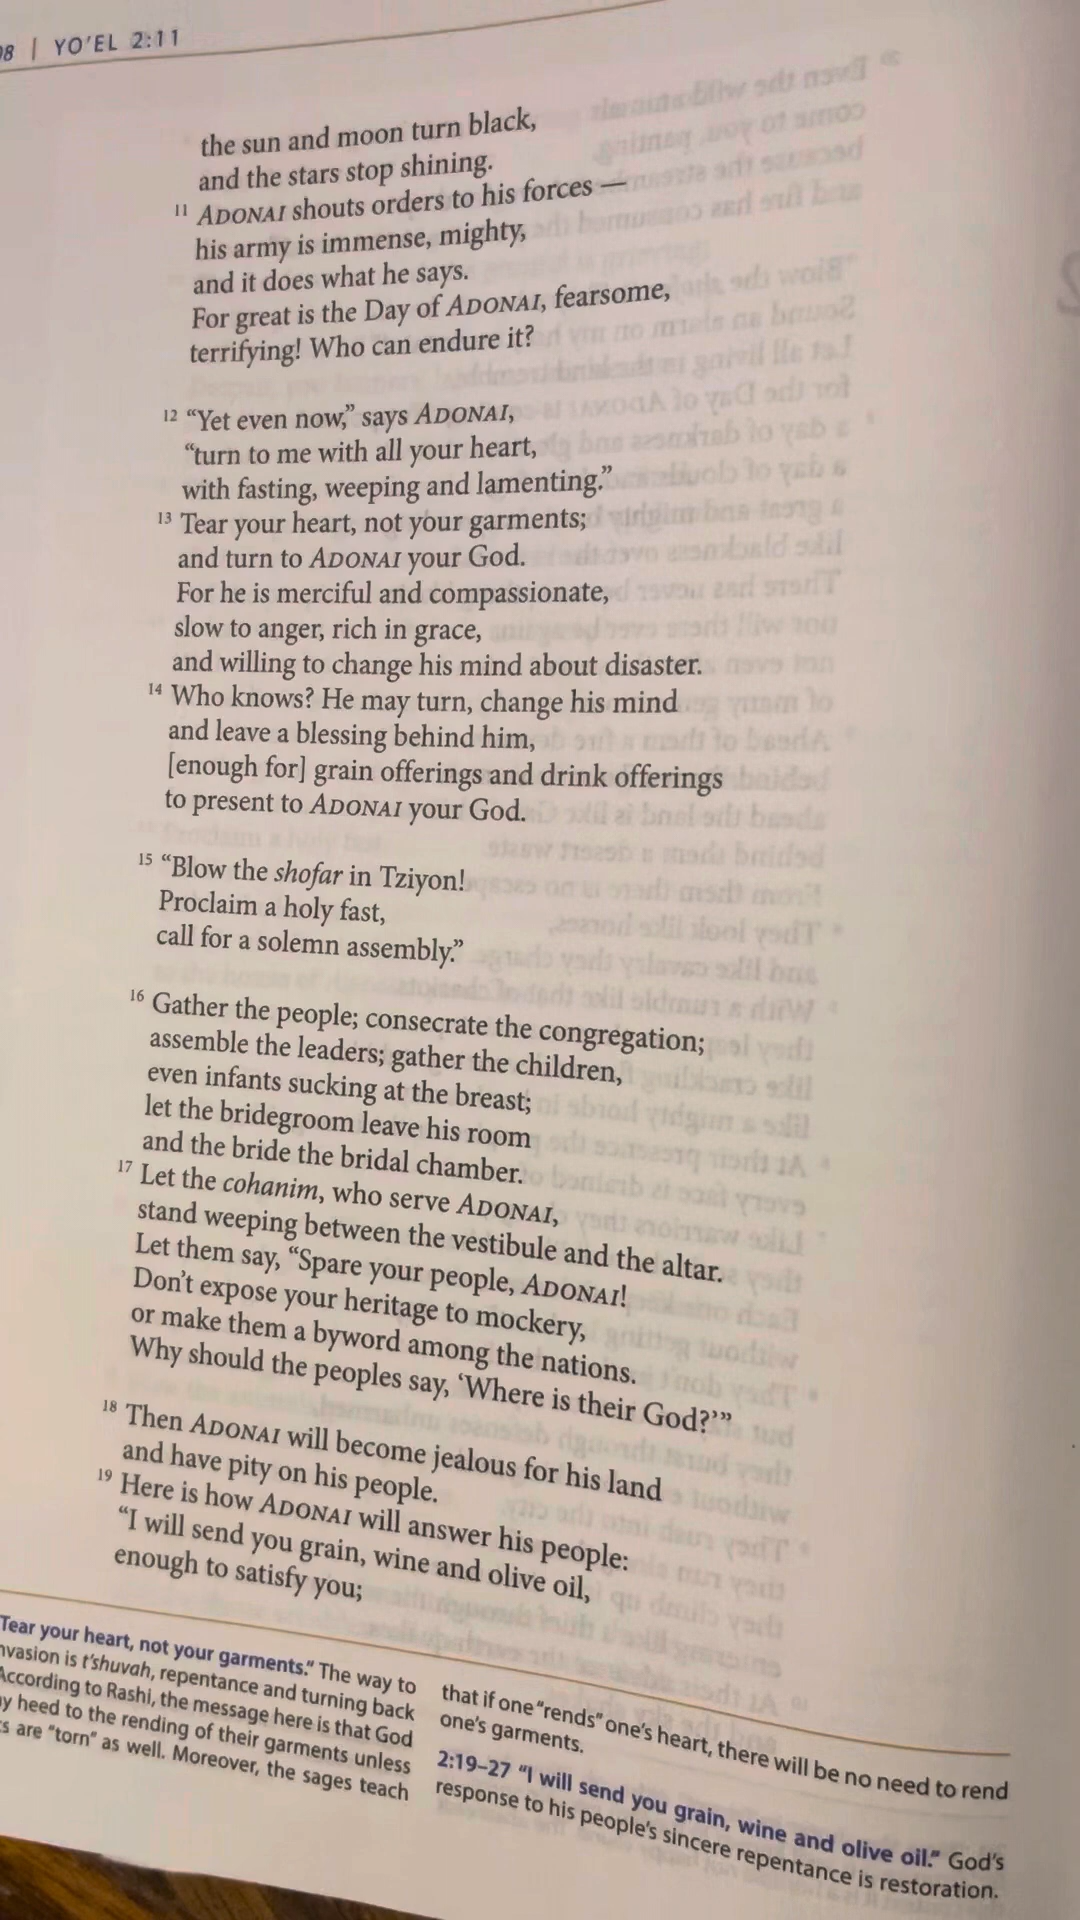 08 | YO'EL 2:11
the sun and moon turn black,
and the stars stop shining.
11 ADONAI shouts orders to his forces —
his army is immense, mighty,
and it does what he says.
For great is the Day of ADONAI, fearsome,
terrifying! Who can endure it?
12 “Yet even now,” says ADONAI,
“turn to me with all your heart,
with fasting, weeping and lamenting.”
13 Tear your heart, not your garments;
and turn to ADONAI your God.
For he is merciful and compassionate,
slow to anger, rich in grace,
and willing to change his mind about disaster.
14 Who knows? He may turn, change his mind
and leave a blessing behind him,
[enough for] grain offerings and drink offerings
to present to ADONAI your God.
15 “Blow the shofar in Tziyon!
Proclaim a holy fast,
call for a solemn assembly.”
16 Gather the people; consecrate the congregation;
assemble the leaders; gather the children,
even infants sucking at the breast;
let the bridegroom leave his room
and the bride the bridal chamber.
17 Let the cohanim, who serve ADONAI,
stand weeping between the vestibule and the altar.
Let them say, “Spare your people, ADONAI!
Don’t expose your heritage to mockery,
or make them a byword among the nations.
Why should the peoples say, ‘Where is their God?’”
18 Then ADONAI will become jealous for his land
and have pity on his people.
19 Here is how ADONAI will answer his people:
“I will send you grain, wine and olive oil,
enough to satisfy you;
Tear your heart, not your garments.” The way to
nvasion is t’shuvah, repentance and turning back
According to Rashi, the message here is that God
y heed to the rending of their garments unless
s are “torn” as well. Moreover, the sages teach
that if one “rends” one’s heart, there will be no need to rend
one’s garments.
2:19–27 “I will send you grain, wine and olive oil.” God’s
response to his people’s sincere repentance is restoration.